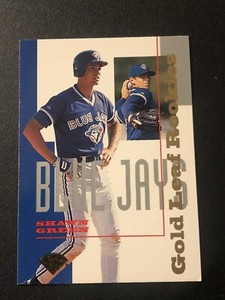 BLUE JAYS
BLUE JAYS
SHAWN
GREEN
Gold Leaf Rookies